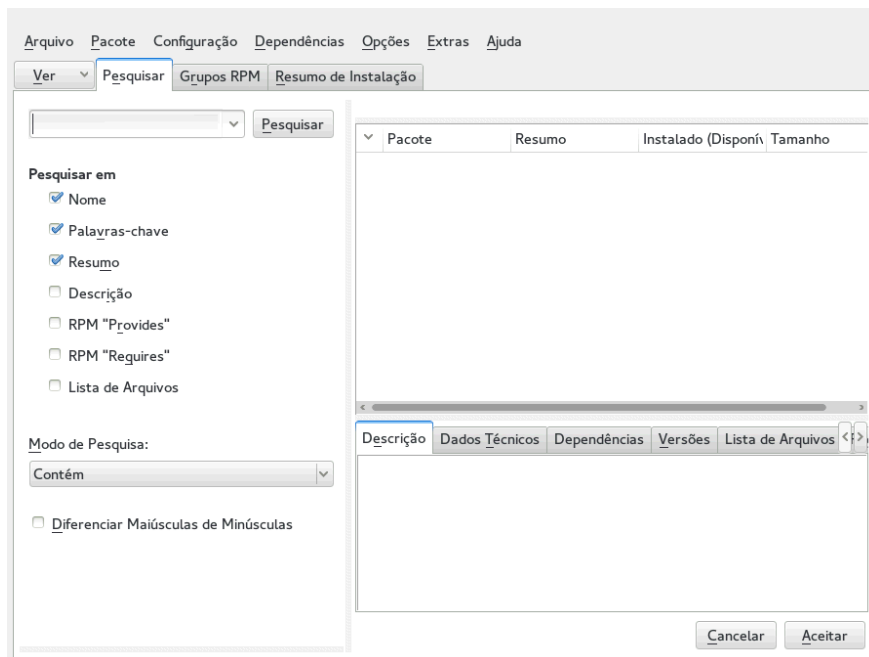 Arquivo Pacote Configuração Dependências Opções Extras Ajuda
Ver Pesquisar Grupos RPM Resumo de Instalação
Pesquisar
Pacote Resumo Instalado (Disponív Tamanho
Pesquisar em
Nome
Palavras-chave
Resumo
Descrição
RPM "Provides"
RPM "Requires"
Lista de Arquivos
Modo de Pesquisa:
Contém
Diferenciar Maiúsculas de Minúsculas
Descrição Dados Técnicos Dependências Versões Lista de Arquivos
Cancelar Aceitar